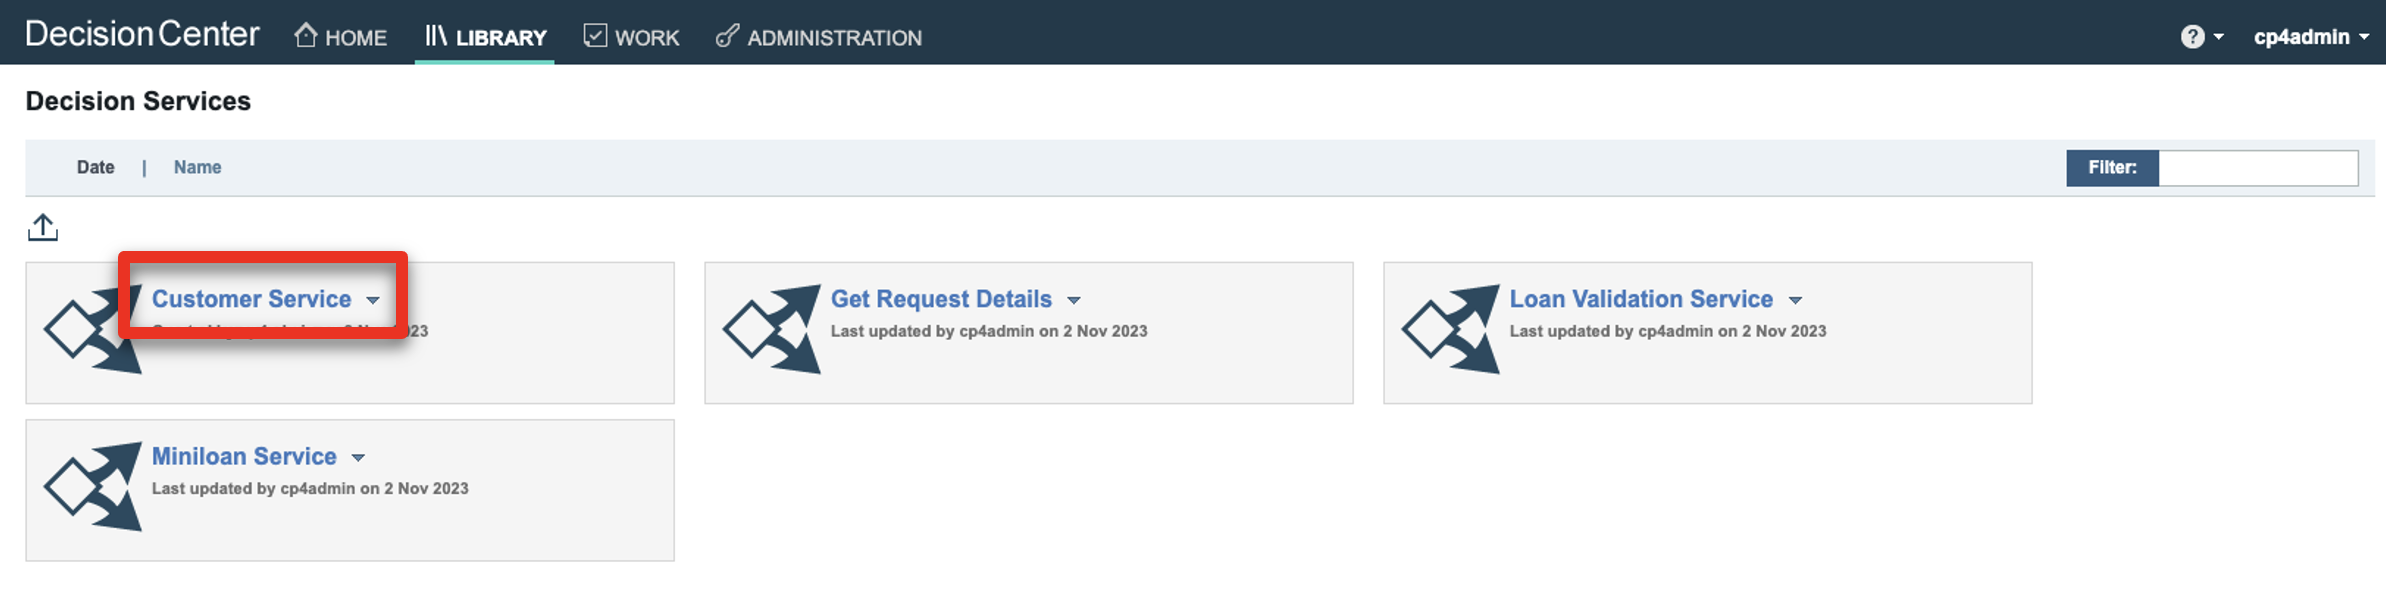 Decision Center HOME LIBRARY WORK ADMINISTRATION ? cp4admin
Decision Services
Date | Name Filter:
Customer Service
23
Get Request Details
Last updated by cp4admin on 2 Nov 2023
Loan Validation Service
Last updated by cp4admin on 2 Nov 2023
Miniloan Service
Last updated by cp4admin on 2 Nov 2023